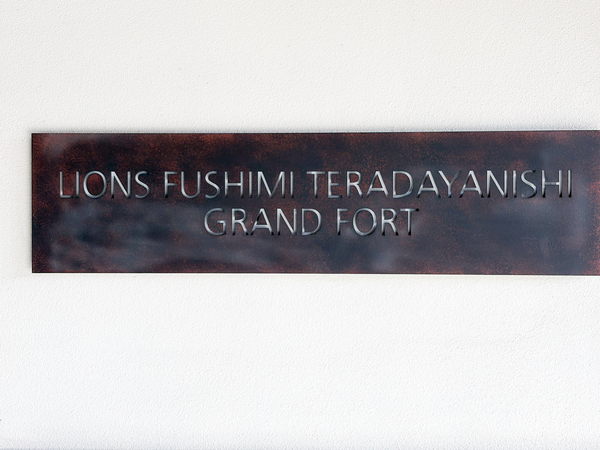 LIONS FUSHIMI TERADAYANISHI
GRAND FORT